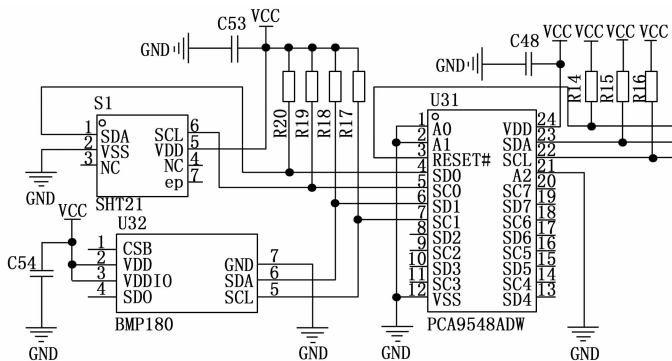 VCC
C53
GND
R20
R19
R18
R17
VCC
C48
GND
VCC
VCC
VCC
R14
R15
R16
S1
1 SDA SCL 6
2 VSS VDD 5
3 NC NC 4
ep 7
SHT21
GND
U31
1 A0 VDD 24
2 A1 SDA 23
3 RESET# SCL 22
4 SD0 A2 21
5 SC0 SC7 20
6 SD1 SD7 19
7 SC1 SC6 18
8 SD2 SD6 17
9 SC2 SC5 16
10 SD3 SD5 15
11 SC3 SC4 14
12 VSS SD4 13
PCA9548ADW
GND
GND
VCC
C54
GND
U32
1 CSB
2 VDD GND 7
3 VDDIO SDA 6
4 SDO SCL 5
BMP180
GND